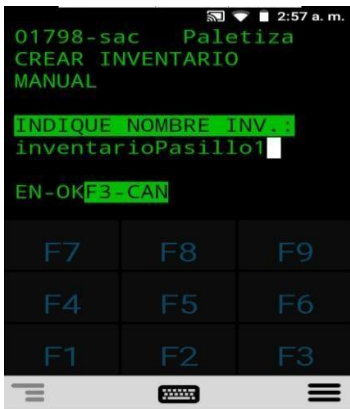 2:57 a. m.
01798-sac Paletiza
CREAR INVENTARIO
MANUAL
INDIQUE NOMBRE INV.:
inventarioPasillo1
EN-OKF3-CAN
F7 F8 F9
F4 F5 F6
F1 F2 F3